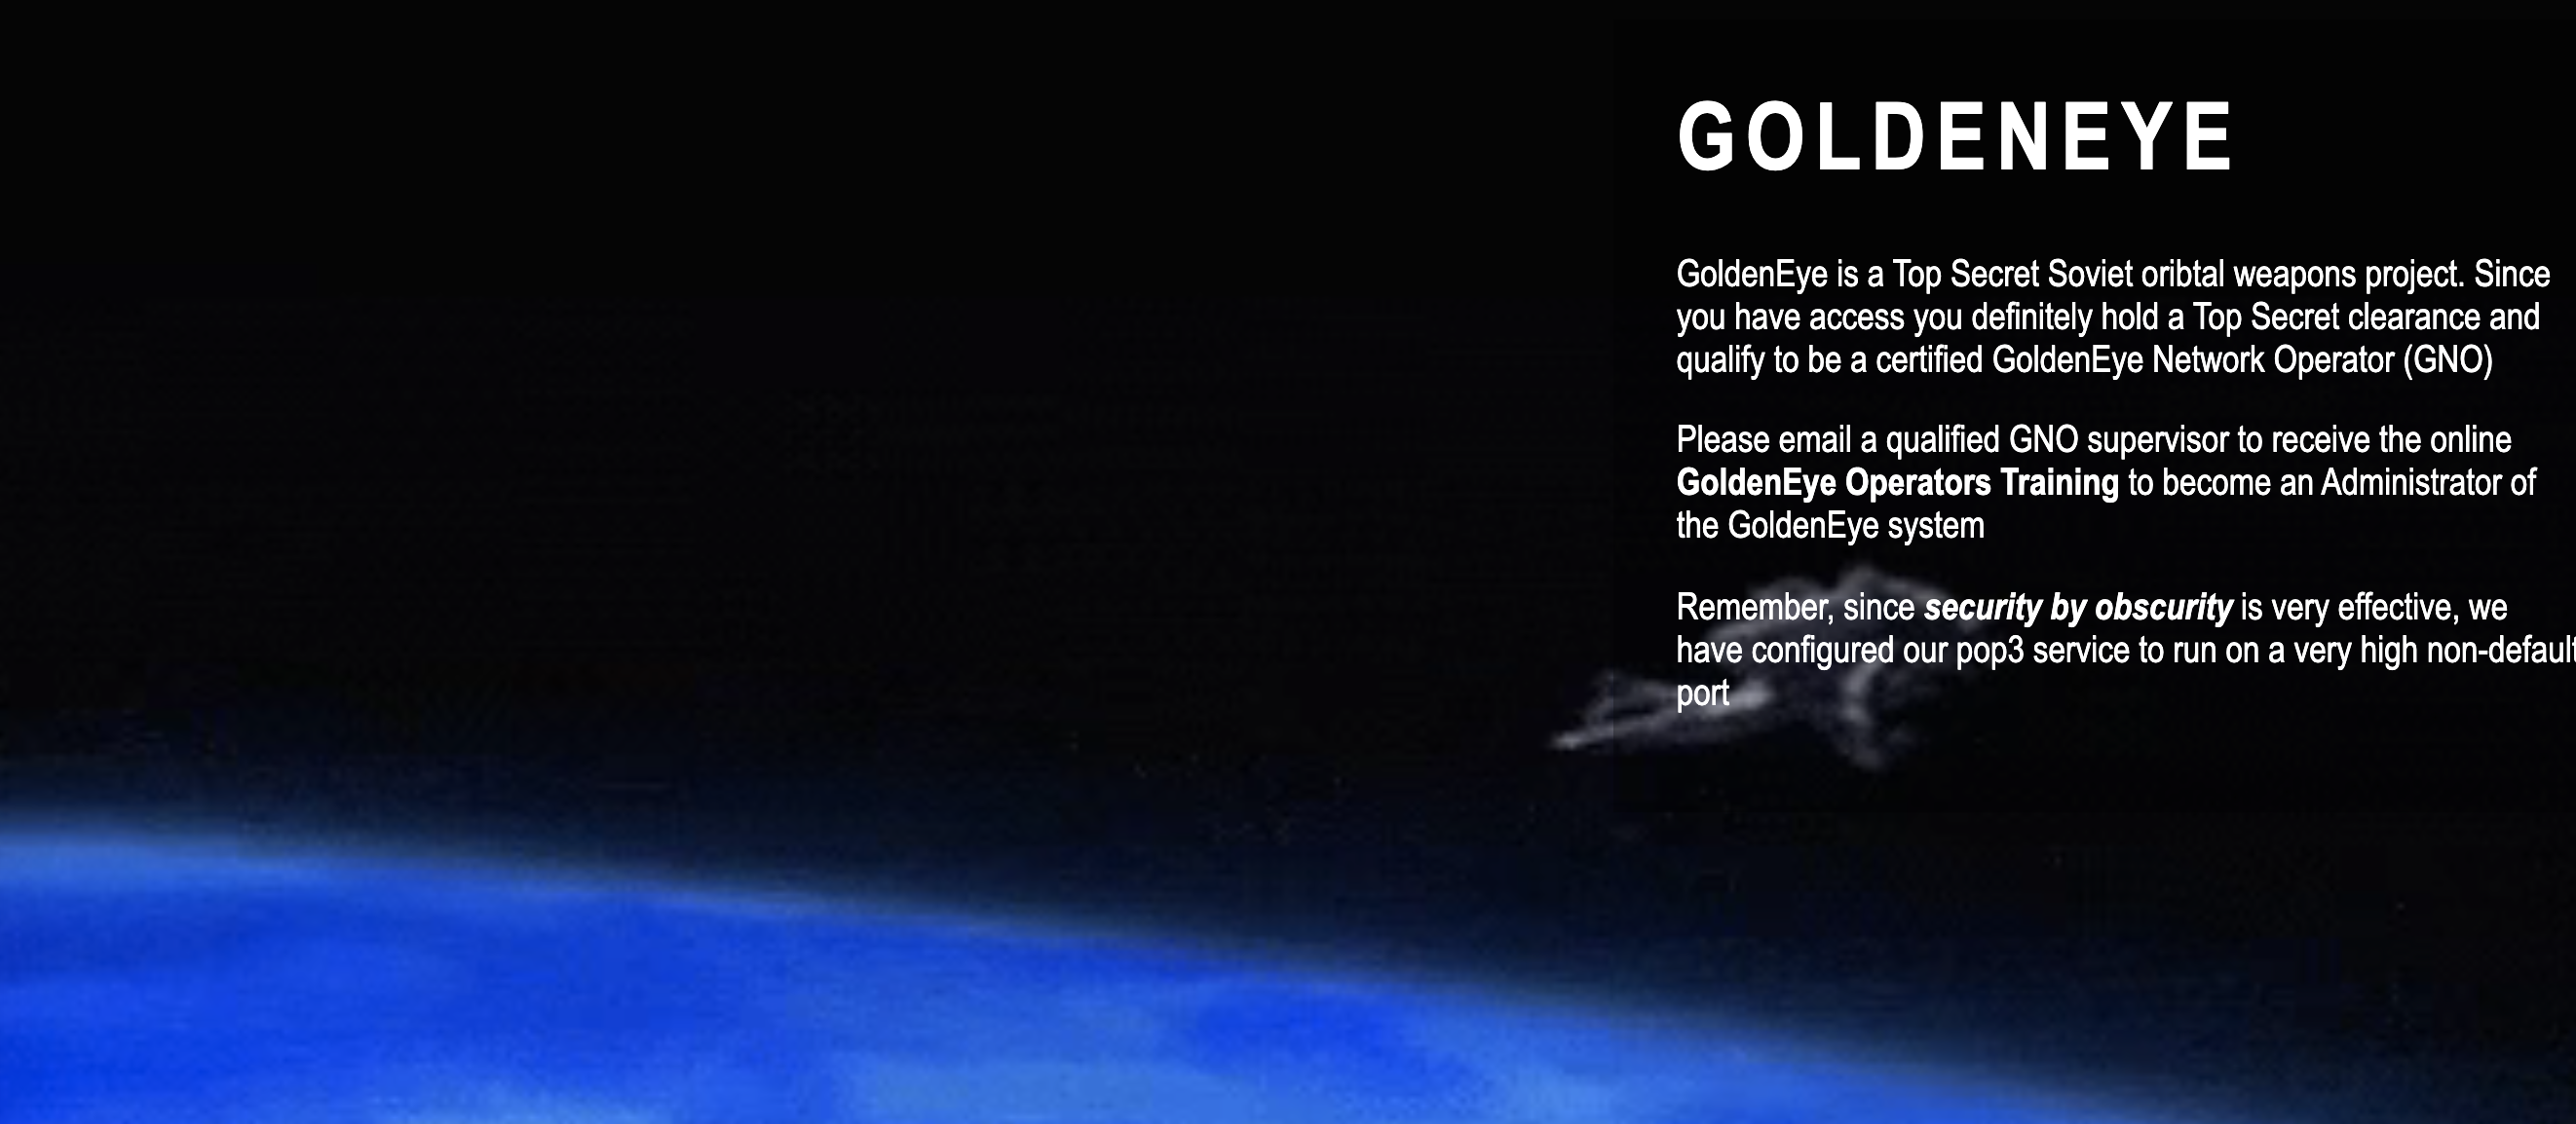 GOLDENEYE
GoldenEye is a Top Secret Soviet oribtal weapons project. Since
you have access you definitely hold a Top Secret clearance and
qualify to be a certified GoldenEye Network Operator (GNO)
Please email a qualified GNO supervisor to receive the online
GoldenEye Operators Training to become an Administrator of
the GoldenEye system
Remember, since security by obscurity is very effective, we
have configured our pop3 service to run on a very high non-default
port